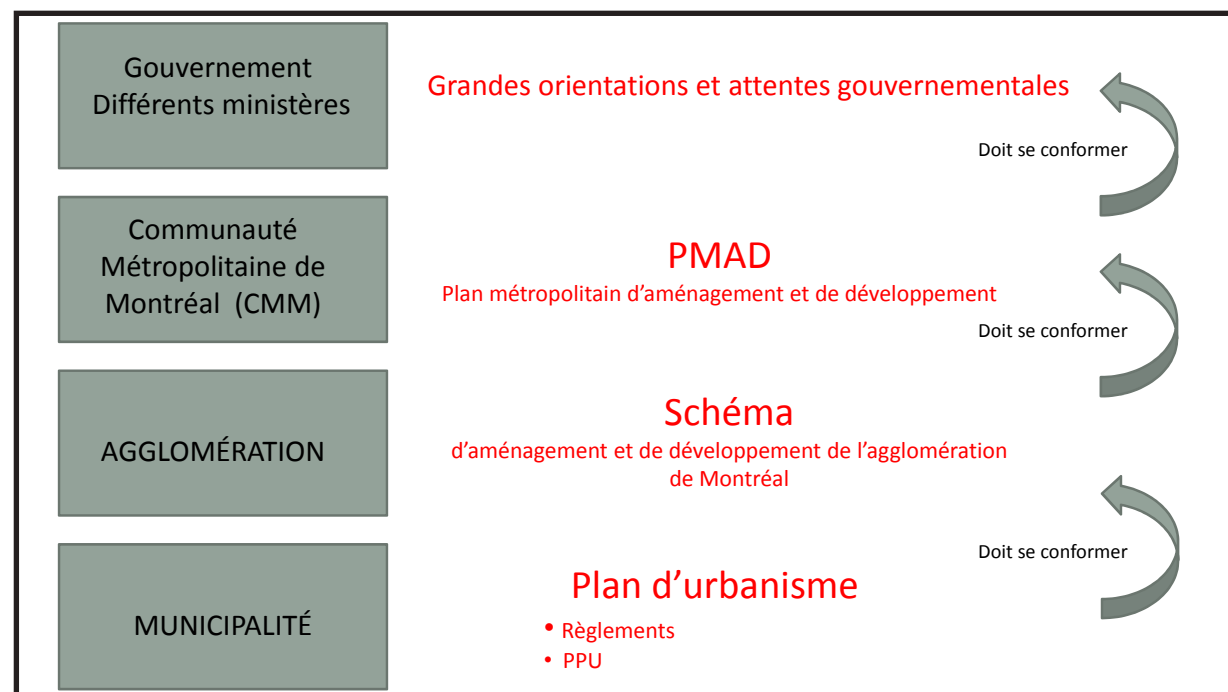 Gouvernement
Différents ministères
Grandes orientations et attentes gouvernementales
Doit se conformer
Communauté
Métropolitaine de
Montréal (CMM)
PMAD
Plan métropolitain d’aménagement et de développement
Doit se conformer
AGGLOMÉRATION
Schéma
d’aménagement et de développement de l’agglomération
de Montréal
Doit se conformer
MUNICIPALITÉ
Plan d’urbanisme
• Règlements
• PPU